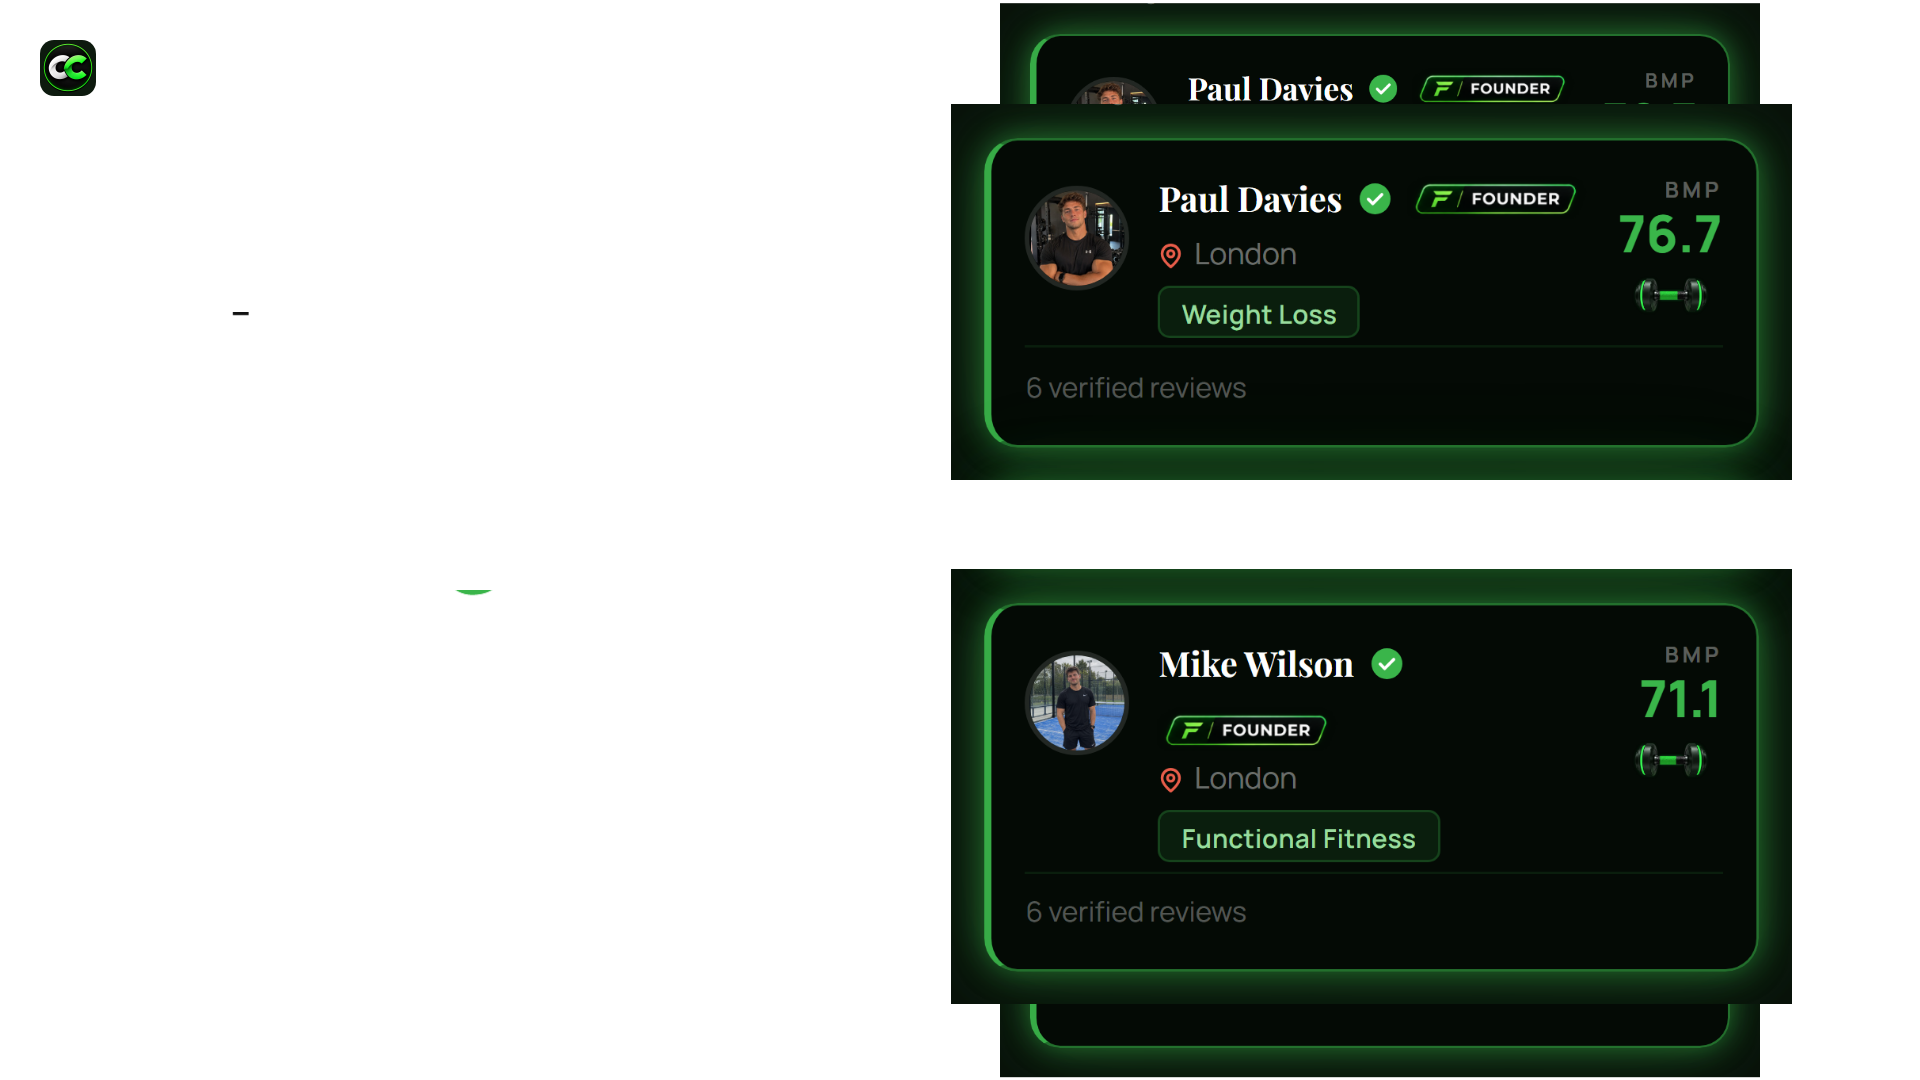 CC
Paul Davies
F / FOUNDER
BMP
Paul Davies
F / FOUNDER
BMP
76.7
London
Weight Loss
6 verified reviews
Mike Wilson
BMP
71.1
F / FOUNDER
London
Functional Fitness
6 verified reviews